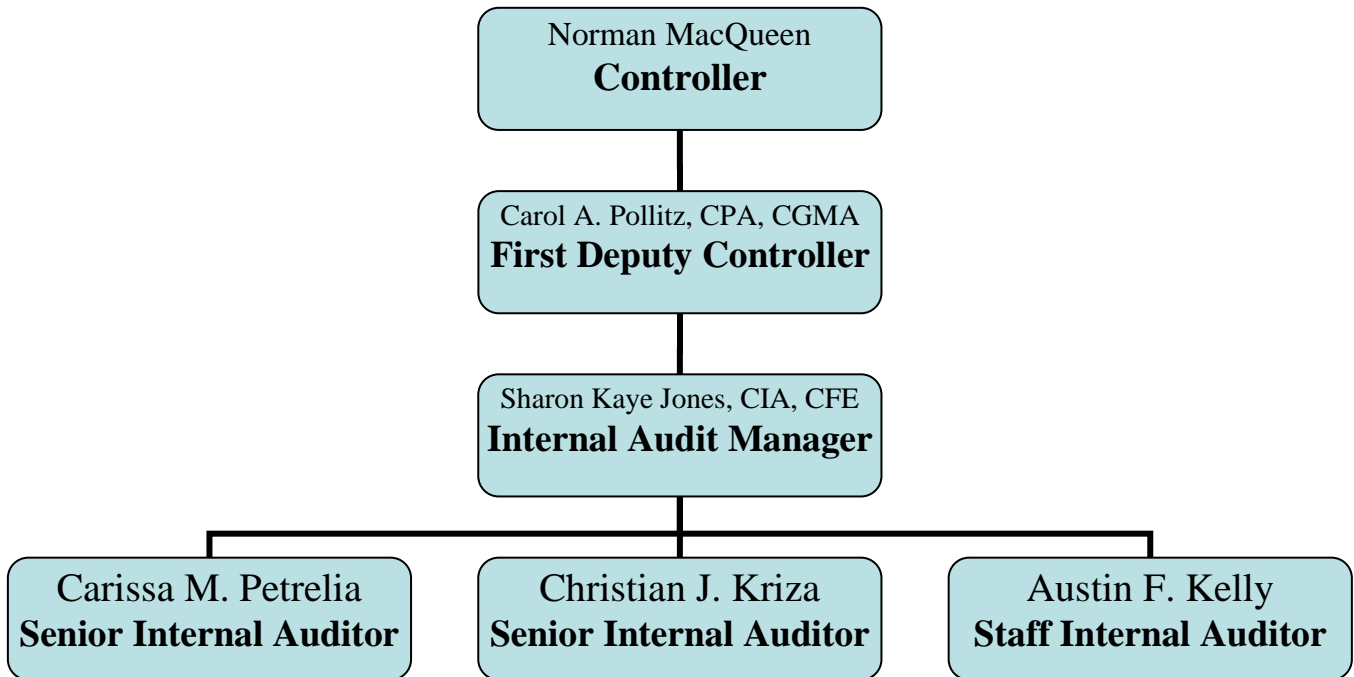 Norman MacQueen
Controller
Carol A. Pollitz, CPA, CGMA
First Deputy Controller
Sharon Kaye Jones, CIA, CFE
Internal Audit Manager
Carissa M. Petrelia
Senior Internal Auditor
Christian J. Kriza
Senior Internal Auditor
Austin F. Kelly
Staff Internal Auditor